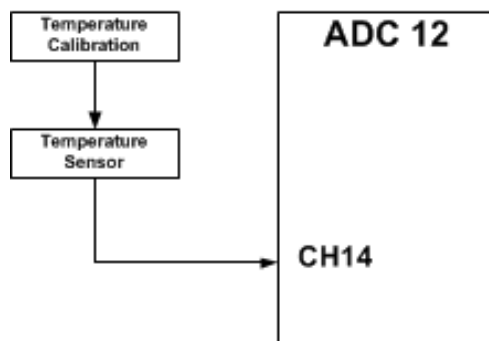 Temperature
Calibration
ADC 12
Temperature
Sensor
CH14